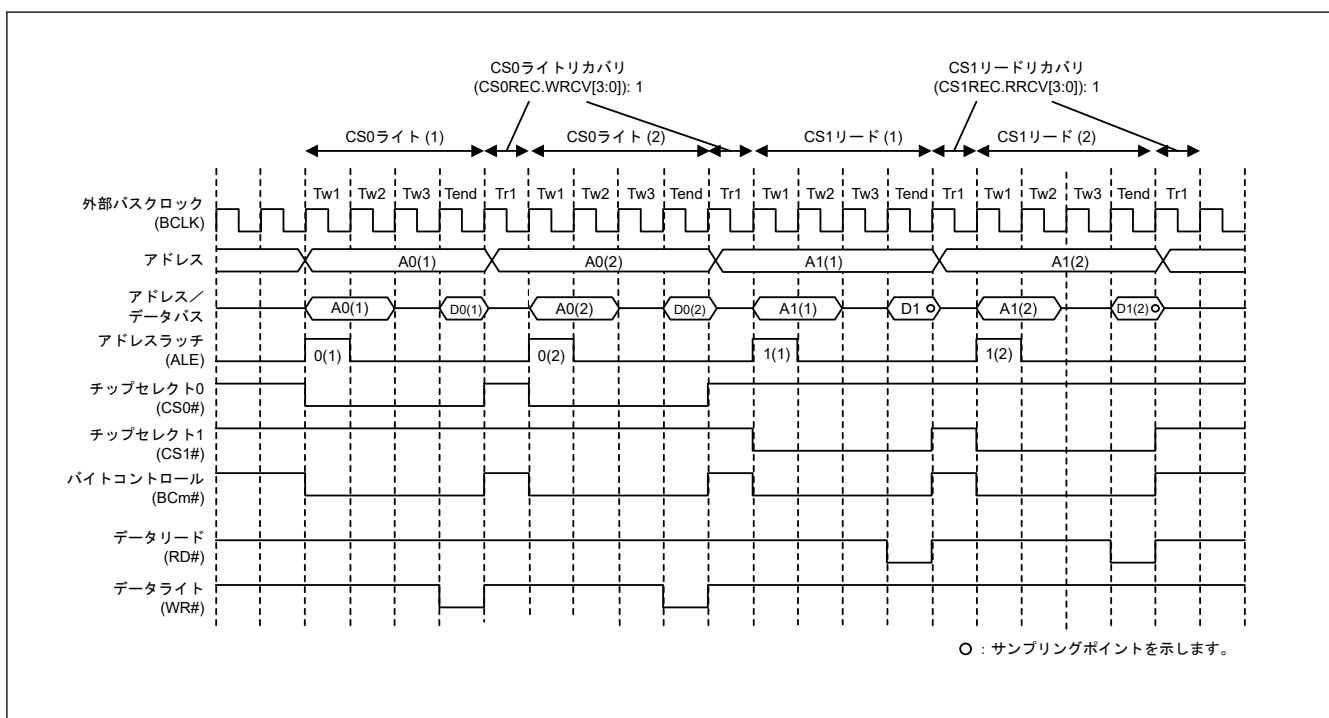 CS0ライトリカバリ
(CS0REC.WRCV[3:0]): 1
CS1リードリカバリ
(CS1REC.RRCV[3:0]): 1
CS0ライト (1) CS0ライト (2) CS1リード (1) CS1リード (2)
Tw1 Tw2 Tw3 Tend Tr1 Tw1 Tw2 Tw3 Tend Tr1 Tw1 Tw2 Tw3 Tend Tr1 Tw1 Tw2 Tw3 Tend Tr1
外部バスクロック
(BCLK)
アドレス A0(1) A0(2) A1(1) A1(2)
アドレス/
データバス
A0(1) D0(1) A0(2) D0(2) A1(1) D1 A1(2) D1(2)
アドレスラッチ
(ALE)
0(1) 0(2) 1(1) 1(2)
チップセレクト0
(CS0#)
チップセレクト1
(CS1#)
バイトコントロール
(BCm#)
データリード
(RD#)
データライト
(WR#)
:サンプリングポイントを示します。